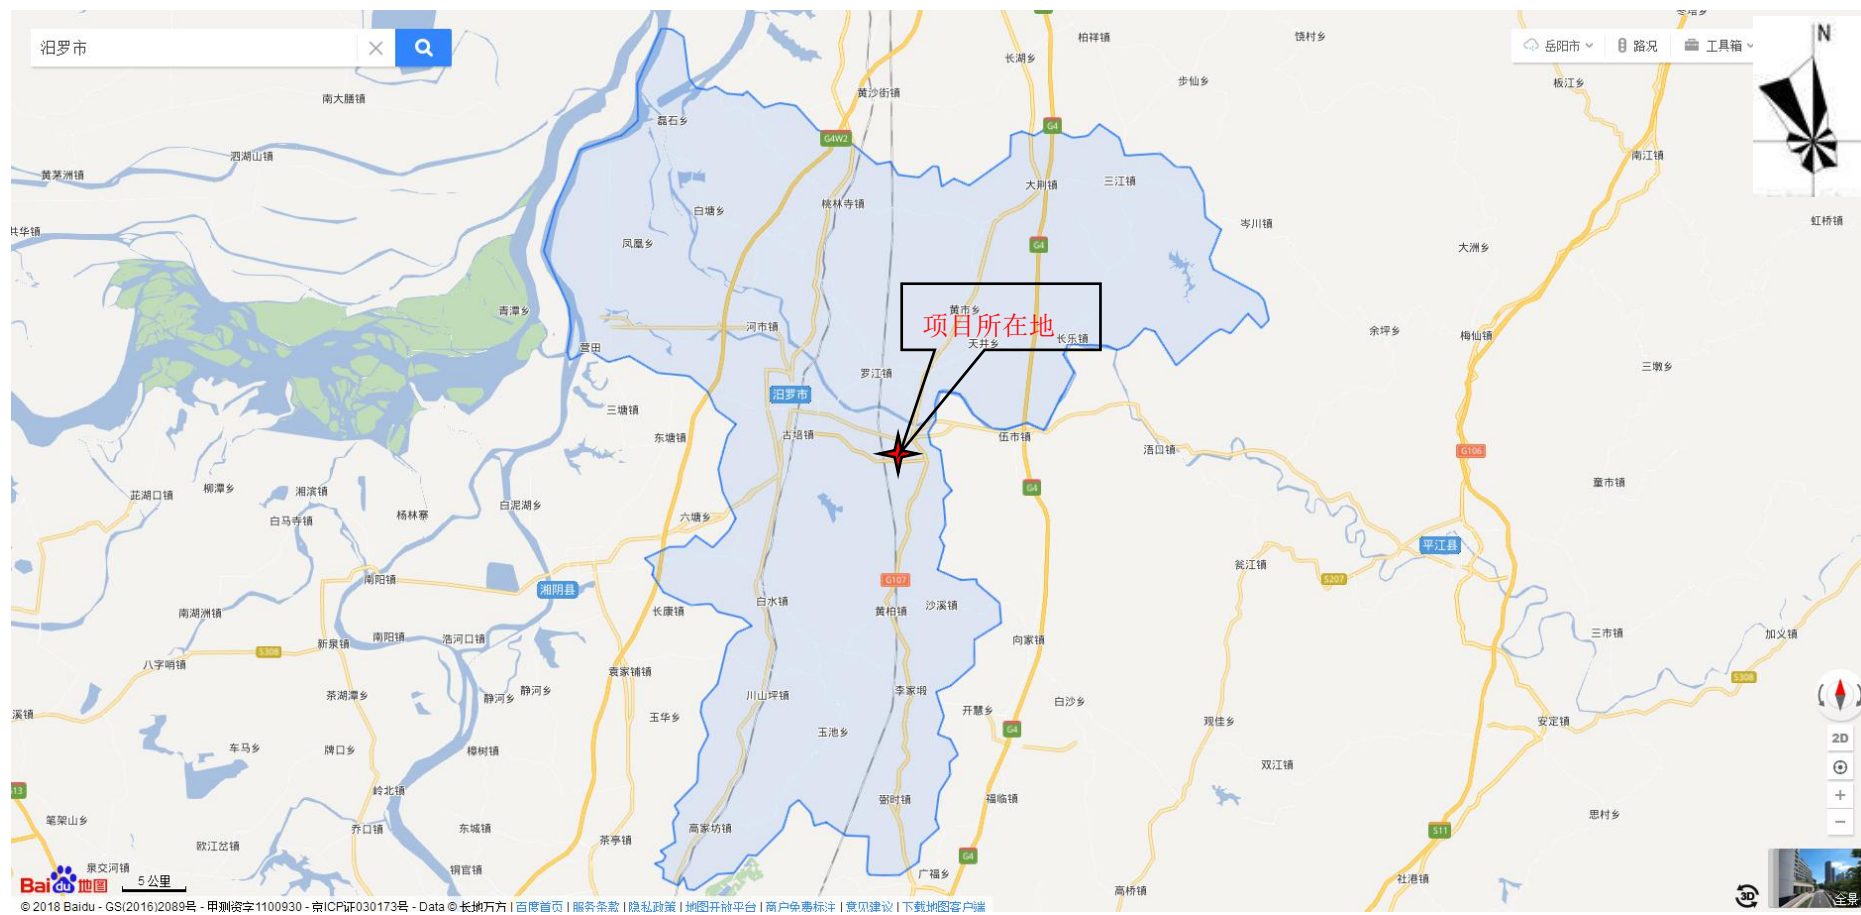 汨罗市
岳阳市
路况
工具箱
N
柏祥镇
饶村乡
长湖乡
步仙乡
板江乡
南大膳镇
黄沙街镇
磊石乡
G4
G4W2
泗湖山镇
南江镇
黄茅洲镇
大荆镇
三江镇
桃林寺镇
白塘乡
岑川镇
虹桥镇
共华镇
凤凰乡
G4
大洲乡
青潭乡
黄市乡
河市镇
项目所在地
余坪乡
梅仙镇
营田
天井乡
长乐镇
三墩乡
罗江镇
汨罗市
三塘镇
东塘镇
古培镇
伍市镇
浯口镇
G106
柳潭乡
湘滨镇
茈湖口镇
G4
童市镇
白马寺镇
杨林寨
白泥湖乡
六塘乡
平江县
瓮江镇
S207
南阳镇
湘阴县
G107
白水镇
黄柏镇
沙溪镇
南湖洲镇
长康镇
新泉镇
南阳镇
浩河口镇
向家镇
三市镇
加义镇
S308
八字哨镇
袁家铺镇
S308
茶湖潭乡
静河乡
静河乡
川山坪镇
李家塅
开慧乡
白沙乡
溪镇
玉华乡
观佳乡
安定镇
车马乡
牌口乡
樟树镇
玉池乡
G4
2D
双江镇
13
岭北镇
弼时镇
福临镇
+
思村乡
−
笔架山乡
乔口镇
东城镇
茶亭镇
高家坊镇
S11
欧江岔镇
G4
泉交河镇
铜官镇
广福乡
社港镇
高桥镇
Bai du 地图
5 公里
3D
全景
© 2018 Baidu - GS(2016)2089号 - 甲测资字1100930 - 京ICP证030173号 - Data © 长地万方 | 百度首页 | 服务条款 | 隐私政策 | 地图开放平台 | 商户免费标注 | 意见建议 | 下载地图客户端